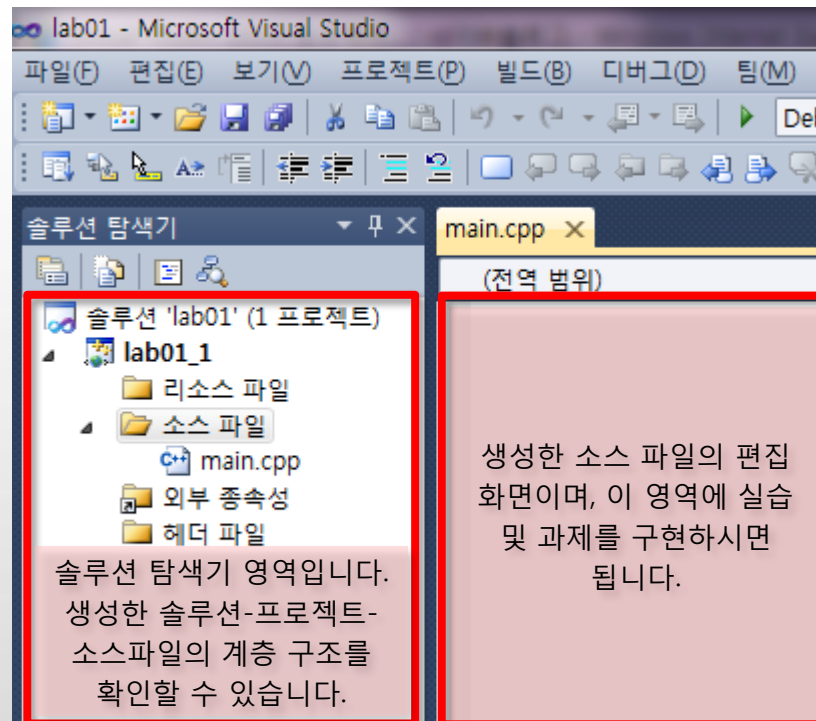 lab01 - Microsoft Visual Studio
파일(F) 편집(E) 보기(V) 프로젝트(P) 빌드(B) 디버그(D) 팀(M)
솔루션 탐색기
main.cpp
(전역 범위)
솔루션 'lab01' (1 프로젝트)
lab01_1
리소스 파일
소스 파일
main.cpp
외부 종속성
헤더 파일
솔루션 탐색기 영역입니다.
생성한 솔루션-프로젝트-
소스파일의 계층 구조를
확인할 수 있습니다.
생성한 소스 파일의 편집
화면이며, 이 영역에 실습
및 과제를 구현하시면
됩니다.